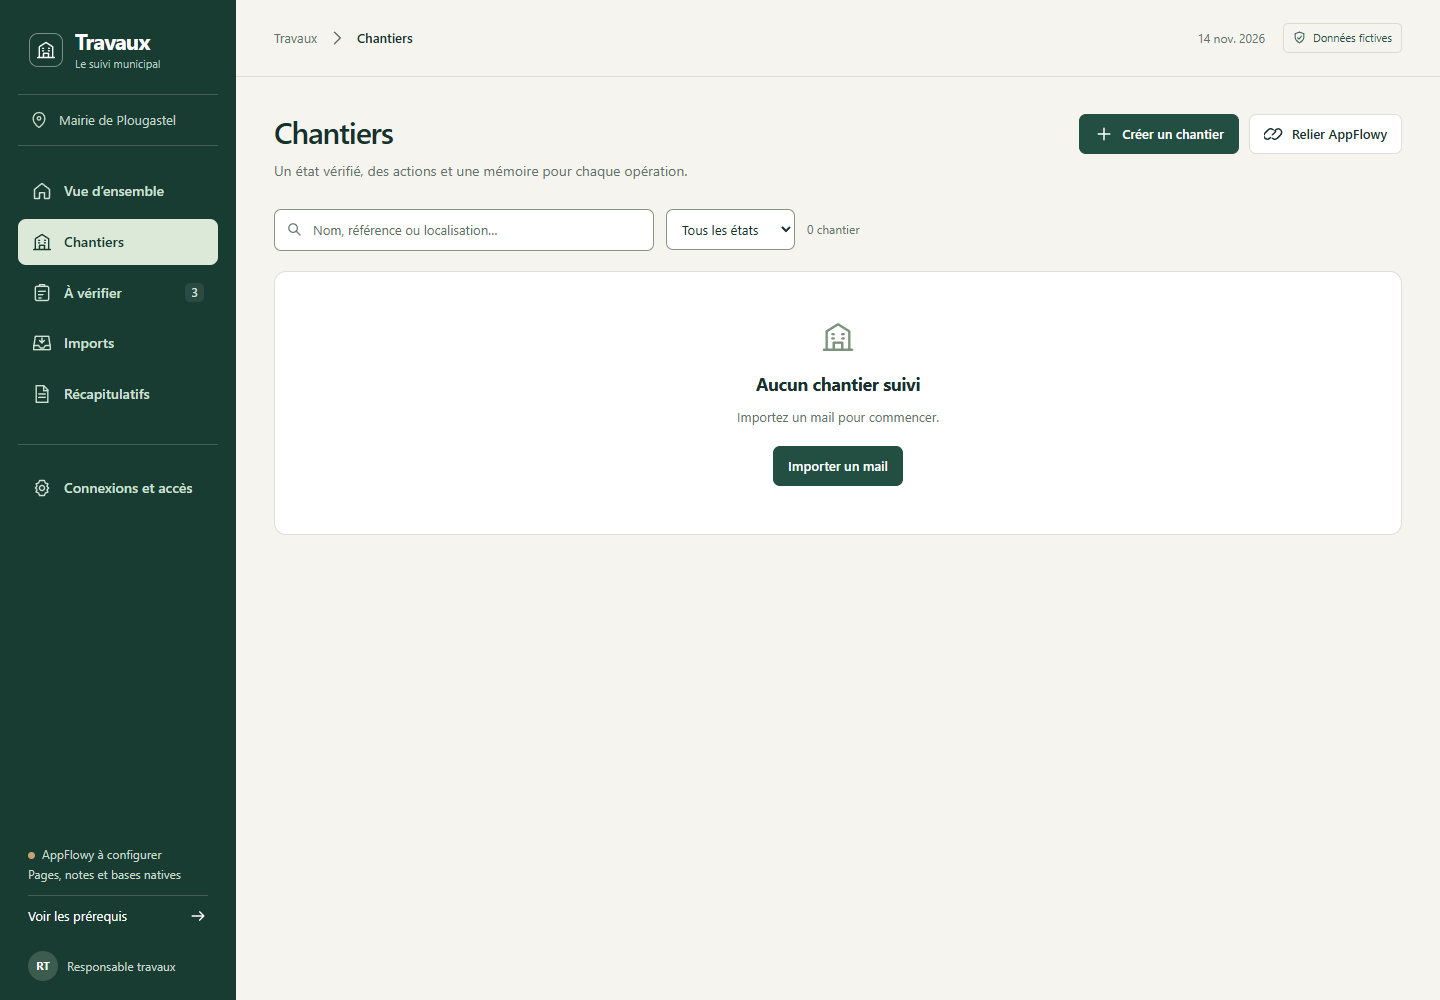 Travaux
Le suivi municipal
Mairie de Plougastel
Vue d’ensemble
Chantiers
À vérifier 3
Imports
Récapitulatifs
Connexions et accès
AppFlowy à configurer
Pages, notes et bases natives
Voir les prérequis
RT Responsable travaux
Travaux Chantiers
14 nov. 2026 Données fictives
Chantiers
Créer un chantier Relier AppFlowy
Un état vérifié, des actions et une mémoire pour chaque opération.
Nom, référence ou localisation... Tous les états 0 chantier
Aucun chantier suivi
Importez un mail pour commencer.
Importer un mail